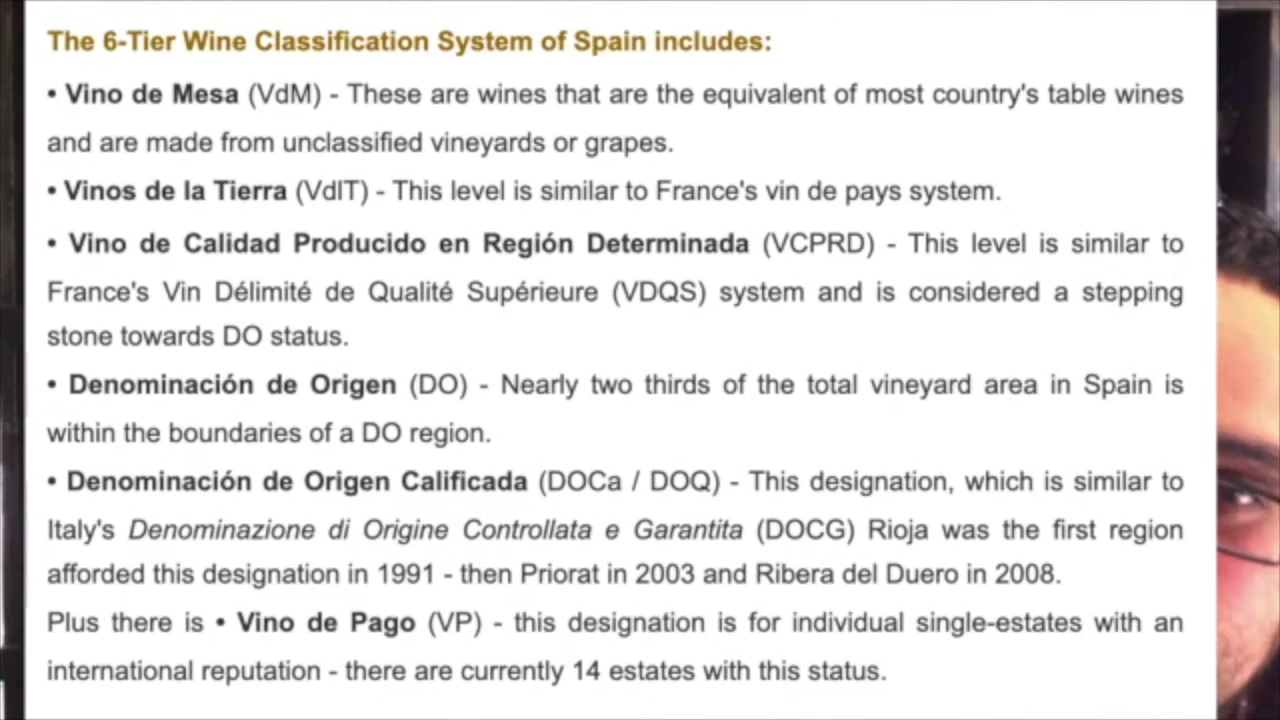 The 6-Tier Wine Classification System of Spain includes:
• Vino de Mesa (VdM) - These are wines that are the equivalent of most country's table wines
and are made from unclassified vineyards or grapes.
• Vinos de la Tierra (VdlT) - This level is similar to France's vin de pays system.
• Vino de Calidad Producido en Región Determinada (VCPRD) - This level is similar to
France's Vin Délimité de Qualité Supérieure (VDQS) system and is considered a stepping
stone towards DO status.
• Denominación de Origen (DO) - Nearly two thirds of the total vineyard area in Spain is
within the boundaries of a DO region.
• Denominación de Origen Calificada (DOCa / DOQ) - This designation, which is similar to
Italy's Denominazione di Origine Controllata e Garantita (DOCG) Rioja was the first region
afforded this designation in 1991 - then Priorat in 2003 and Ribera del Duero in 2008.
Plus there is • Vino de Pago (VP) - this designation is for individual single-estates with an
international reputation - there are currently 14 estates with this status.